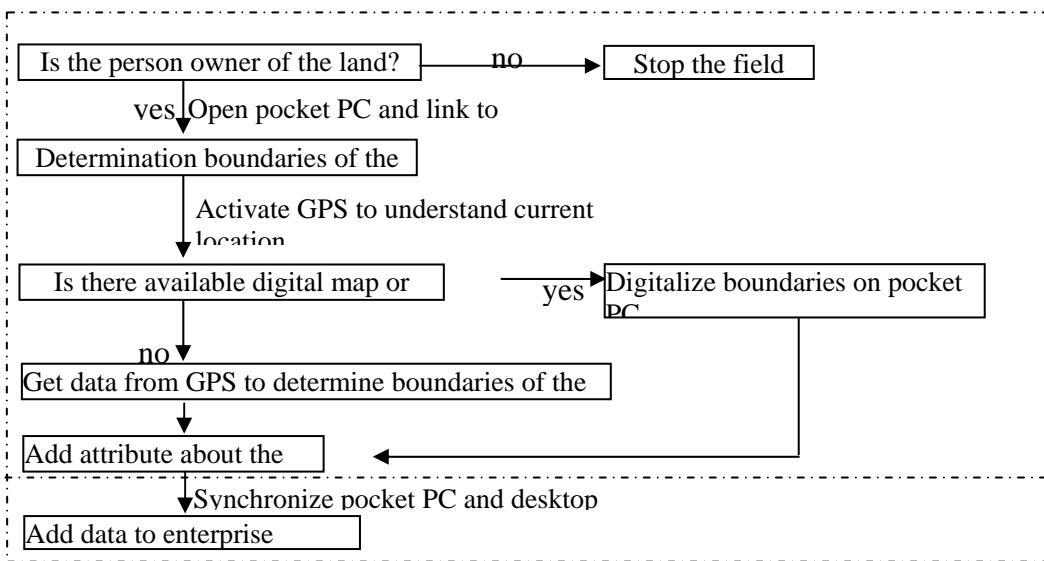 Is the person owner of the land?
no
Stop the field
yes
Open pocket PC and link to
Determination boundaries of the
Activate GPS to understand current
location
Is there available digital map or
yes
Digitalize boundaries on pocket
PC
no
Get data from GPS to determine boundaries of the
Add attribute about the
Synchronize pocket PC and desktop
Add data to enterprise